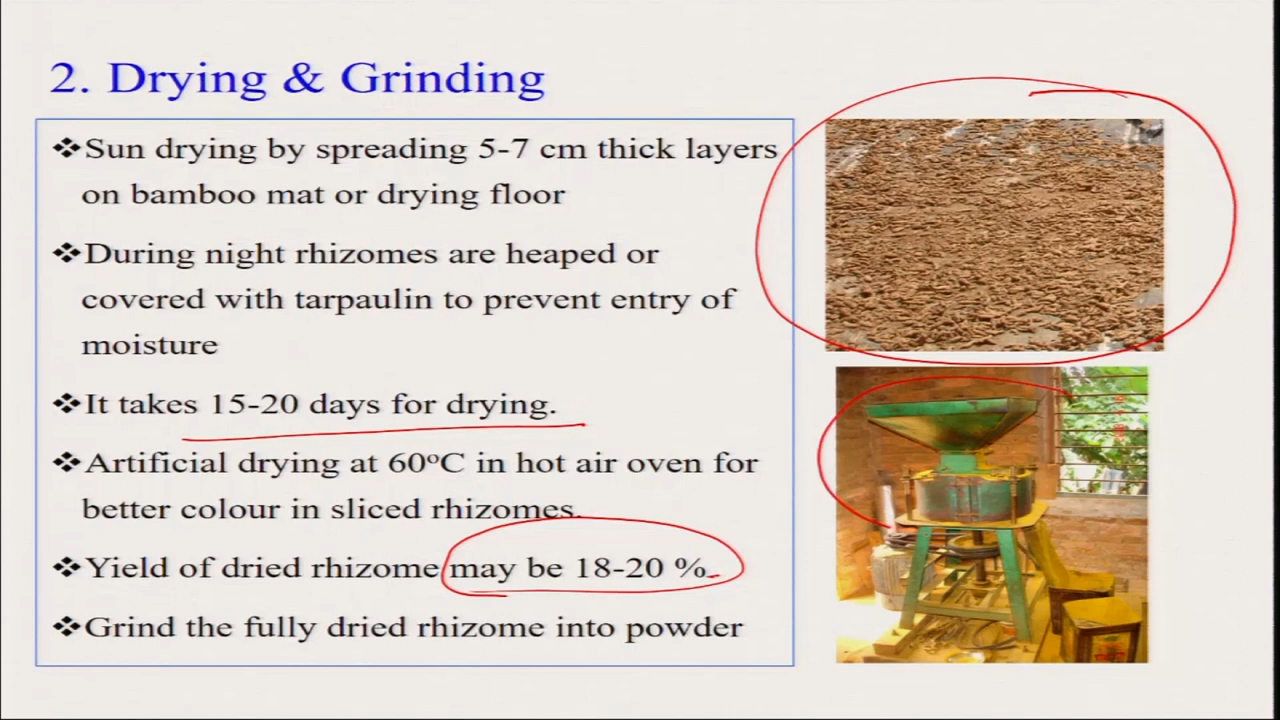 2. Drying & Grinding
❖Sun drying by spreading 5-7 cm thick layers
on bamboo mat or drying floor
❖During night rhizomes are heaped or
covered with tarpaulin to prevent entry of
moisture
❖It takes 15-20 days for drying.
❖Artificial drying at 60ºC in hot air oven for
better colour in sliced rhizomes.
❖Yield of dried rhizome may be 18-20 %.
❖Grind the fully dried rhizome into powder